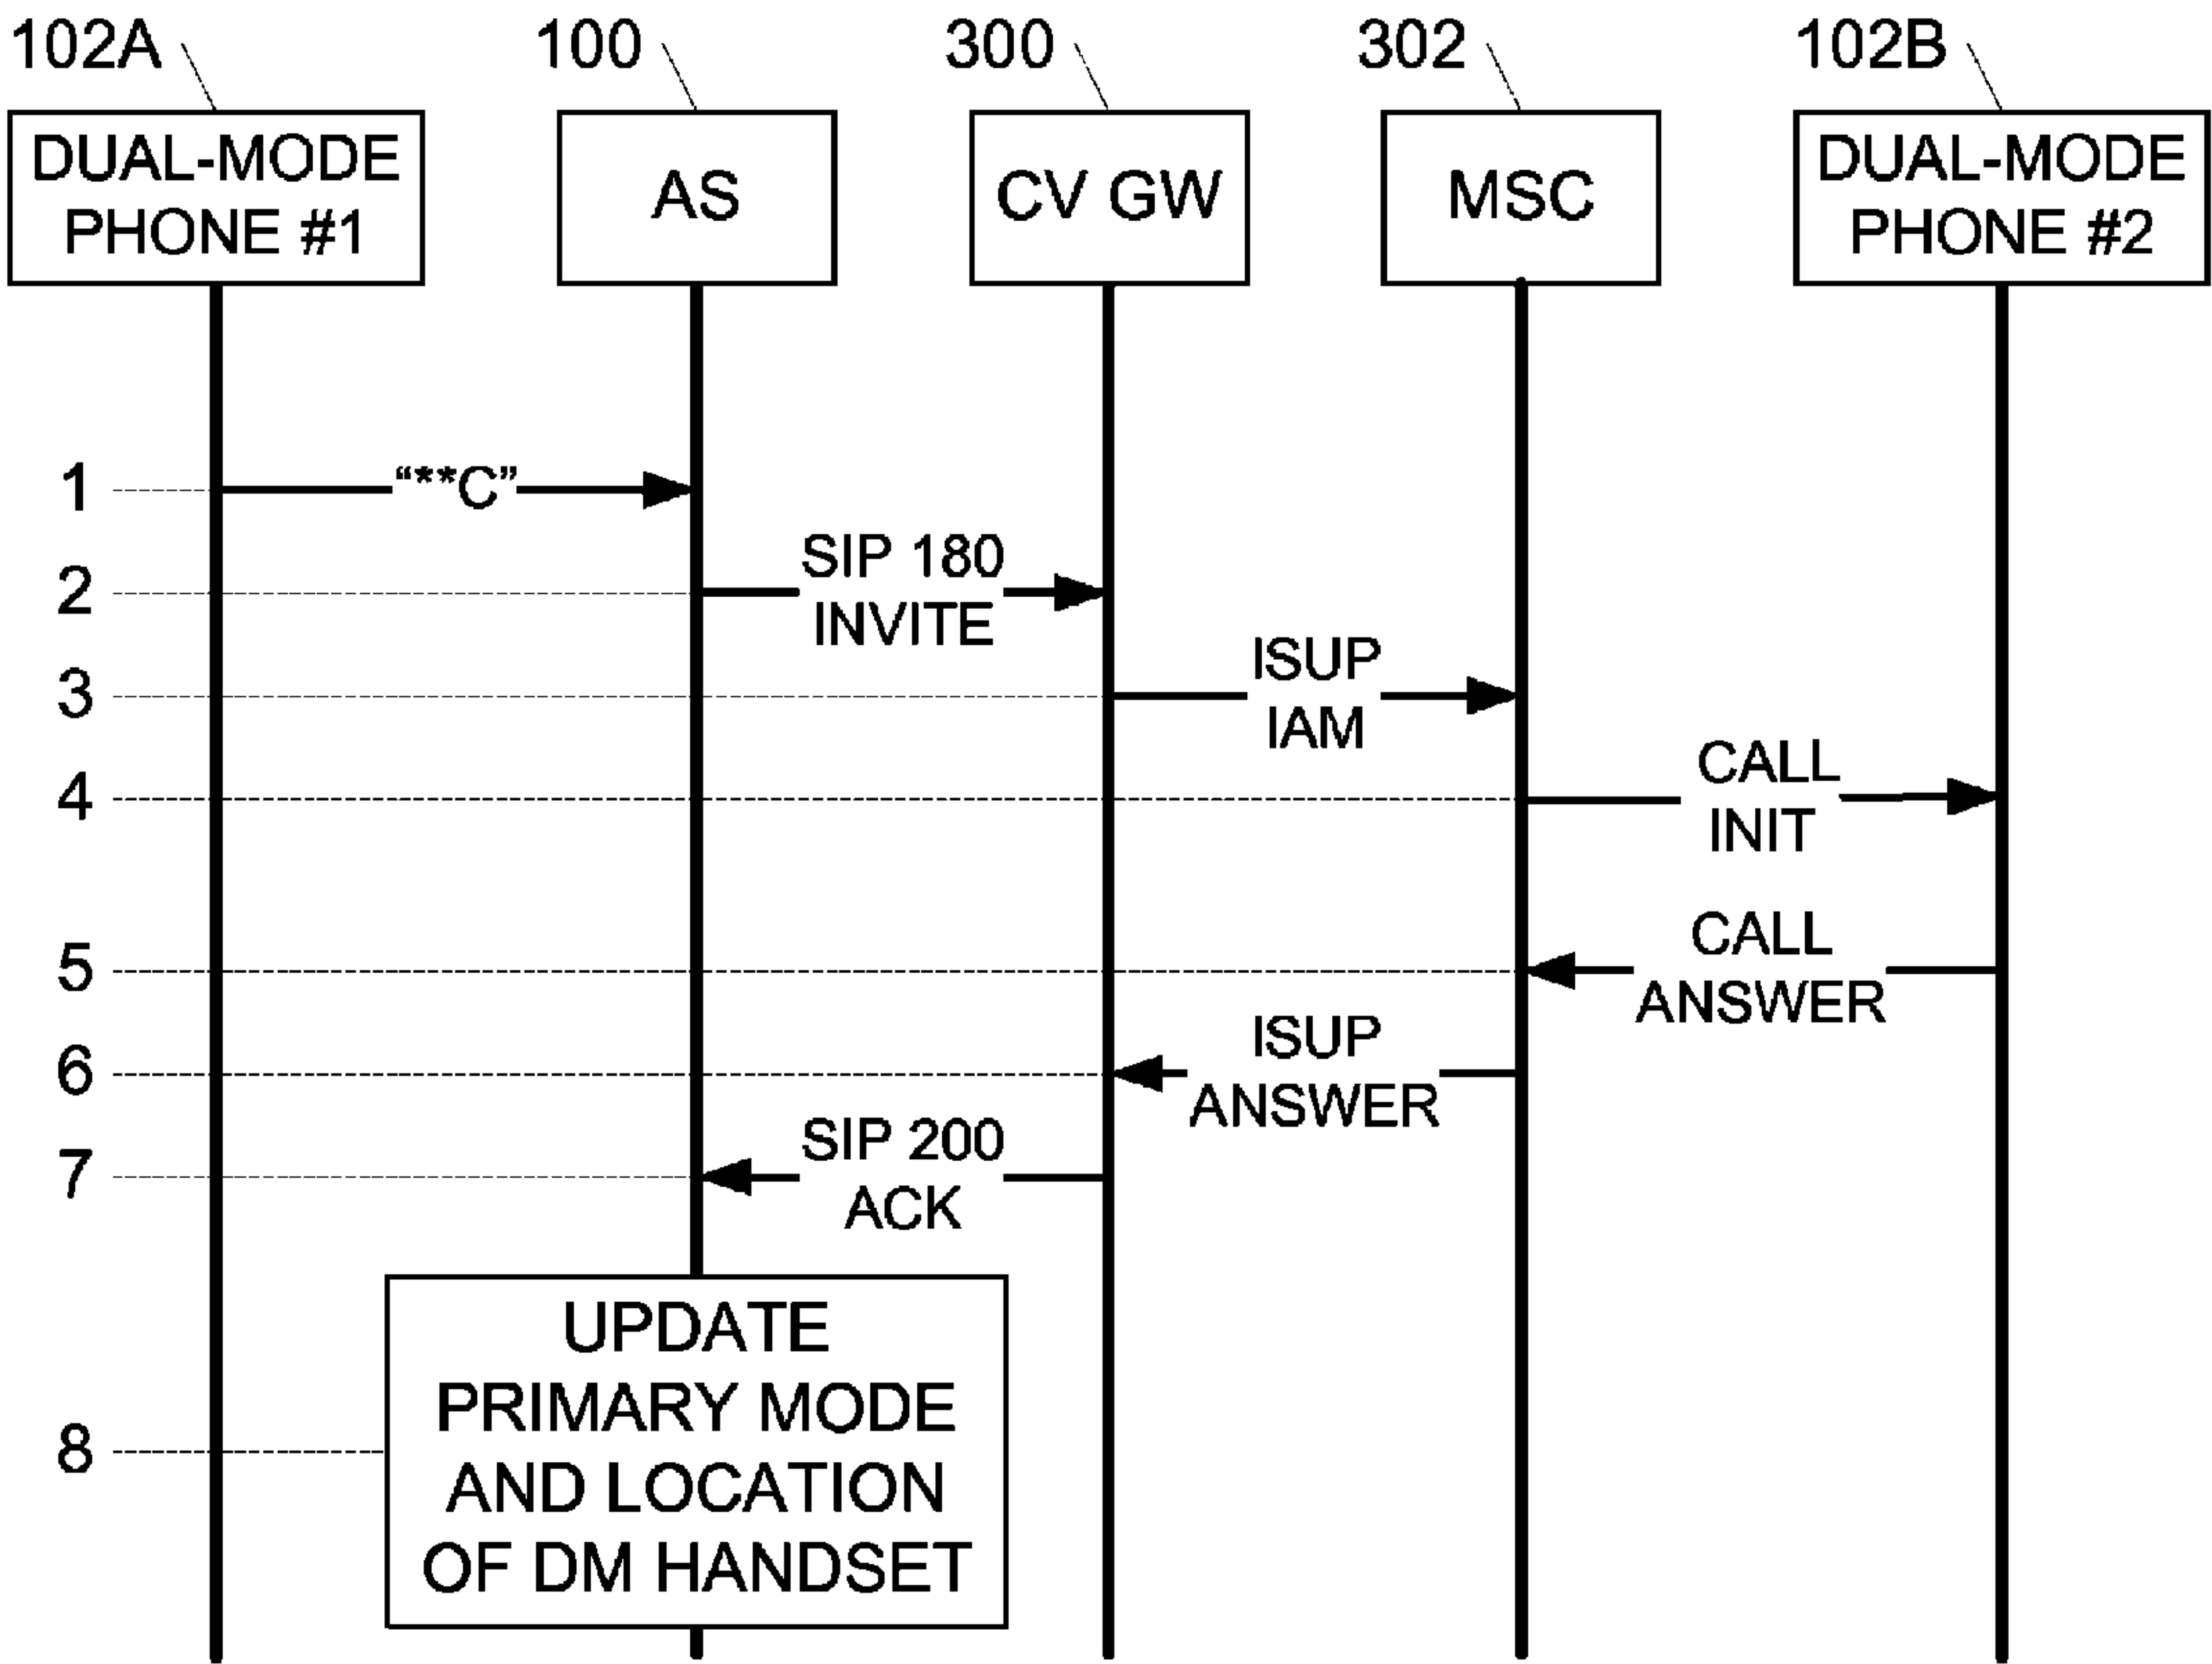 102A 100 300 302 102B
DUAL-MODE
PHONE #1
AS
CV GW
MSC
DUAL-MODE
PHONE #2
1 “**C”
2 SIP 180
INVITE
3 ISUP
IAM
4 CALL
INIT
5 CALL
ANSWER
6 ISUP
ANSWER
7 SIP 200
ACK
8 UPDATE
PRIMARY MODE
AND LOCATION
OF DM HANDSET